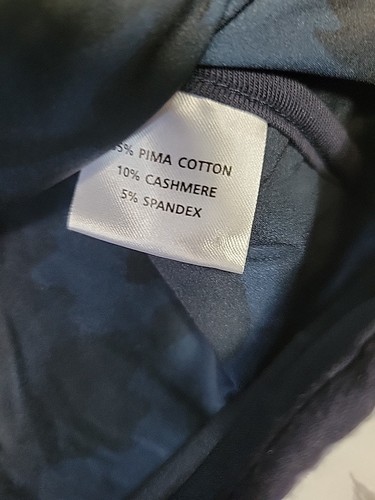 5% PIMA COTTON
10% CASHMERE
5% SPANDEX